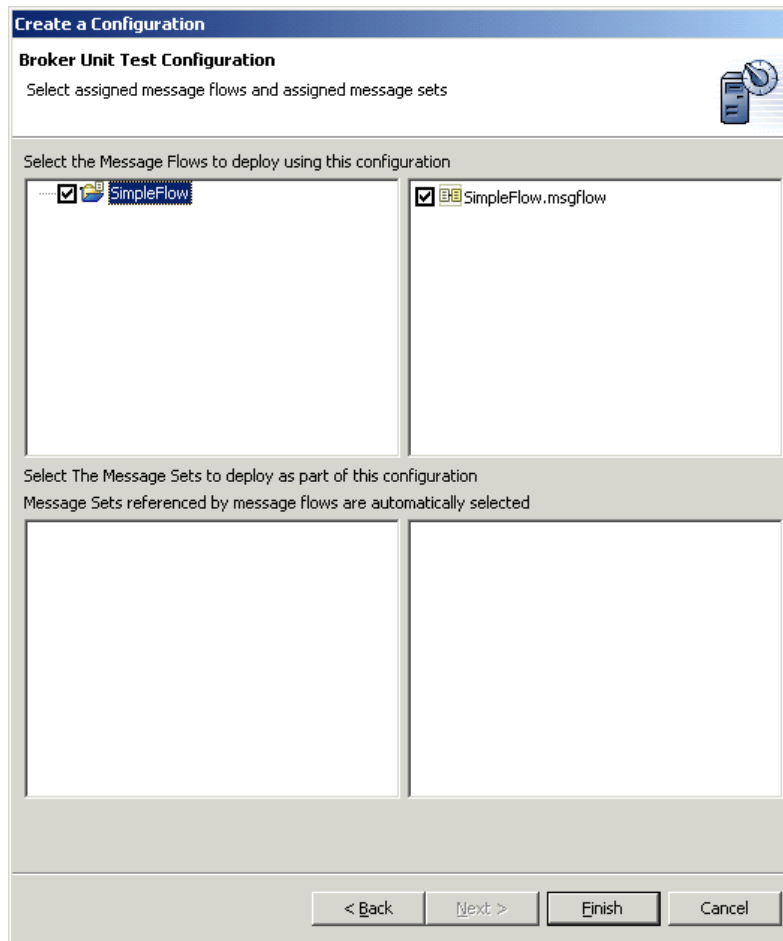 Create a Configuration
Broker Unit Test Configuration
Select assigned message flows and assigned message sets
Select the Message Flows to deploy using this configuration
SimpleFlow
SimpleFlow.msgflow
Select The Message Sets to deploy as part of this configuration
Message Sets referenced by message flows are automatically selected
< Back
Next >
Finish
Cancel